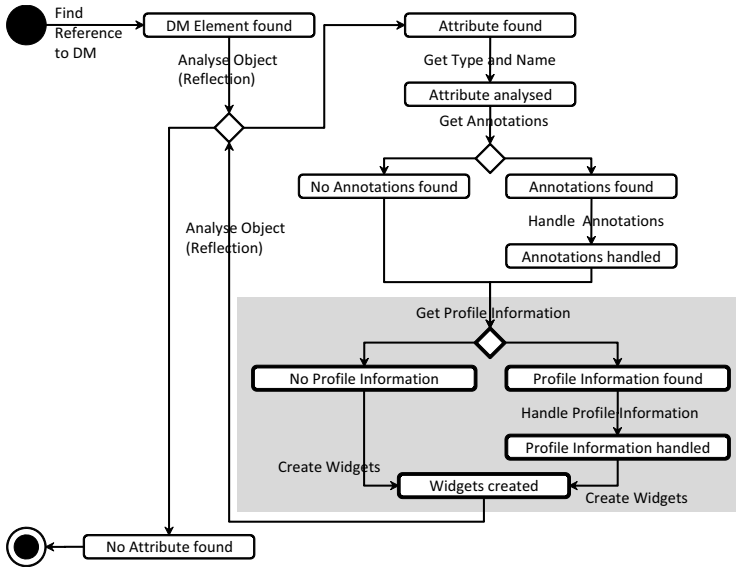 Find
Reference
to DM
DM Element found
Attribute found
Analyse Object
(Reflection)
Get Type and Name
Attribute analysed
Get Annotations
No Annotations found
Annotations found
Analyse Object
(Reflection)
Handle Annotations
Annotations handled
Get Profile Information
No Profile Information
Profile Information found
Handle Profile Information
Profile Information handled
Create Widgets
Widgets created
Create Widgets
No Attribute found